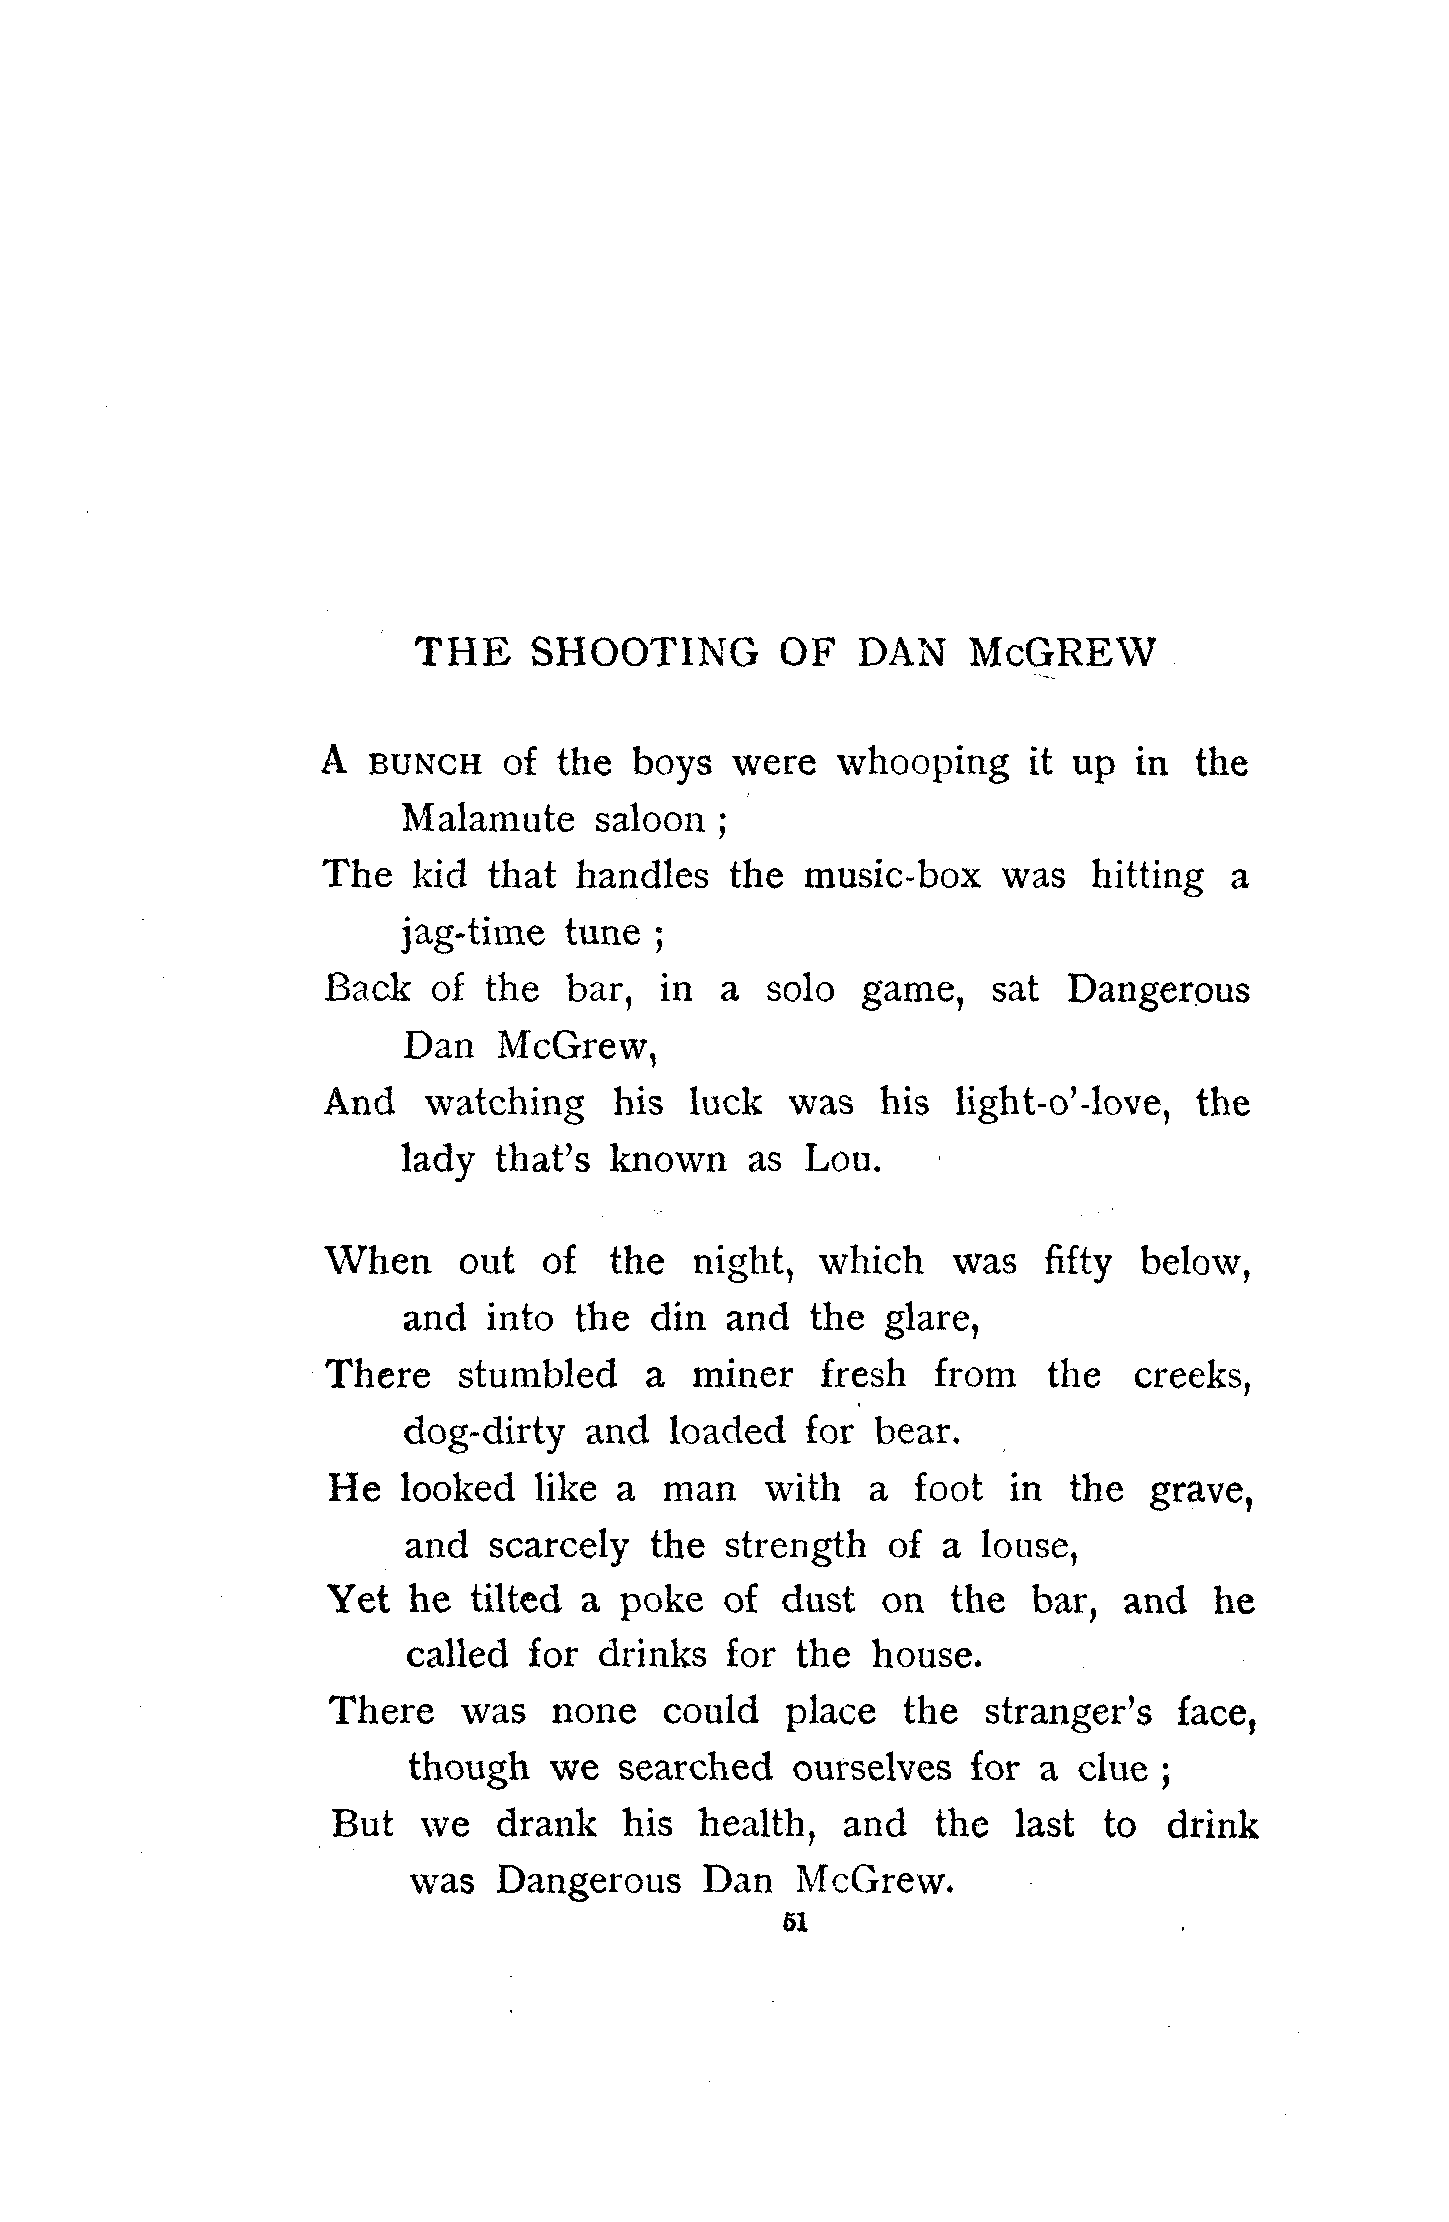 THE SHOOTING OF DAN McGREW
A BUNCH of the boys were whooping it up in the
Malamute saloon ;
The kid that handles the music-box was hitting a
jag-time tune ;
Back of the bar, in a solo game, sat Dangerous
Dan McGrew,
And watching his luck was his light-o'-love, the
lady that's known as Lou.
When out of the night, which was fifty below,
and into the din and the glare,
There stumbled a miner fresh from the creeks,
dog-dirty and loaded for bear.
He looked like a man with a foot in the grave,
and scarcely the strength of a louse,
Yet he tilted a poke of dust on the bar, and he
called for drinks for the house.
There was none could place the stranger's face,
though we searched ourselves for a clue ;
But we drank his health, and the last to drink
was Dangerous Dan McGrew.
51